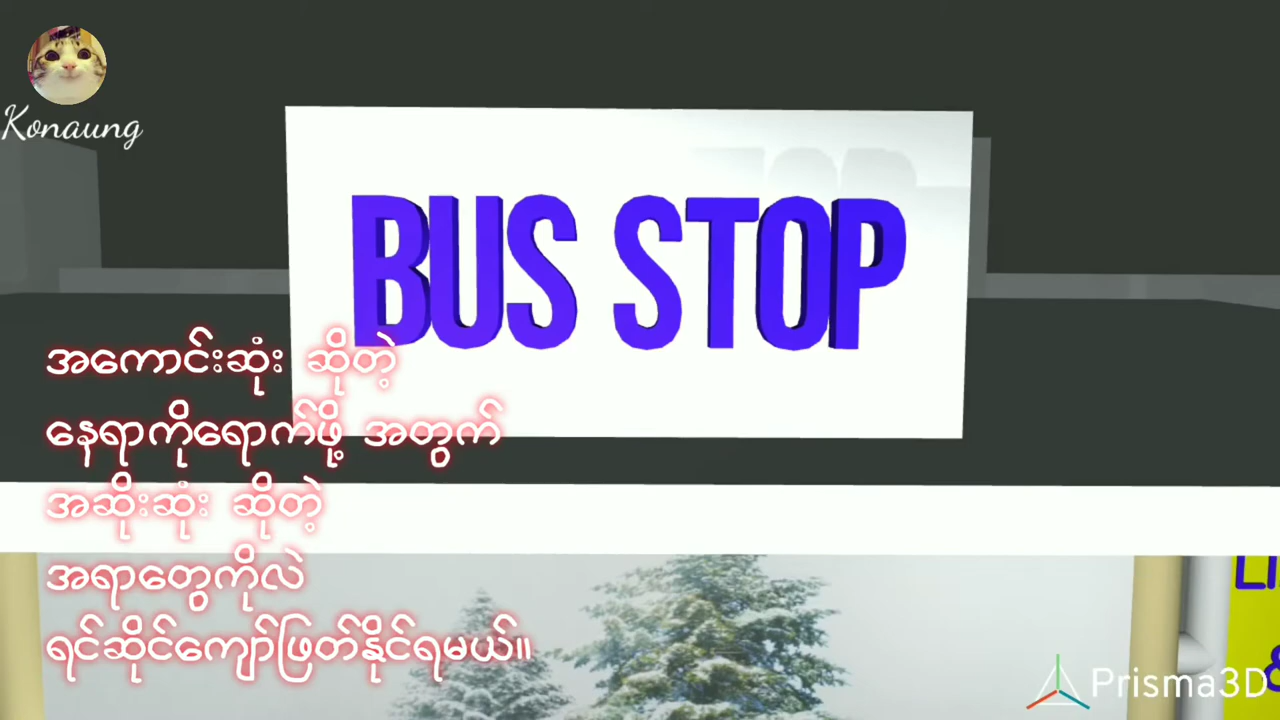 Konaung
BUS STOP
အကောင်းဆုံး ဆိုတဲ့
နေရာကိုရောက်ဖို့ အတွက်
အဆိုးဆုံး ဆိုတဲ့
အရာတွေကိုလဲ
ရင်ဆိုင်ကျော်ဖြတ်နိုင်ရမယ်။
Prisma3D